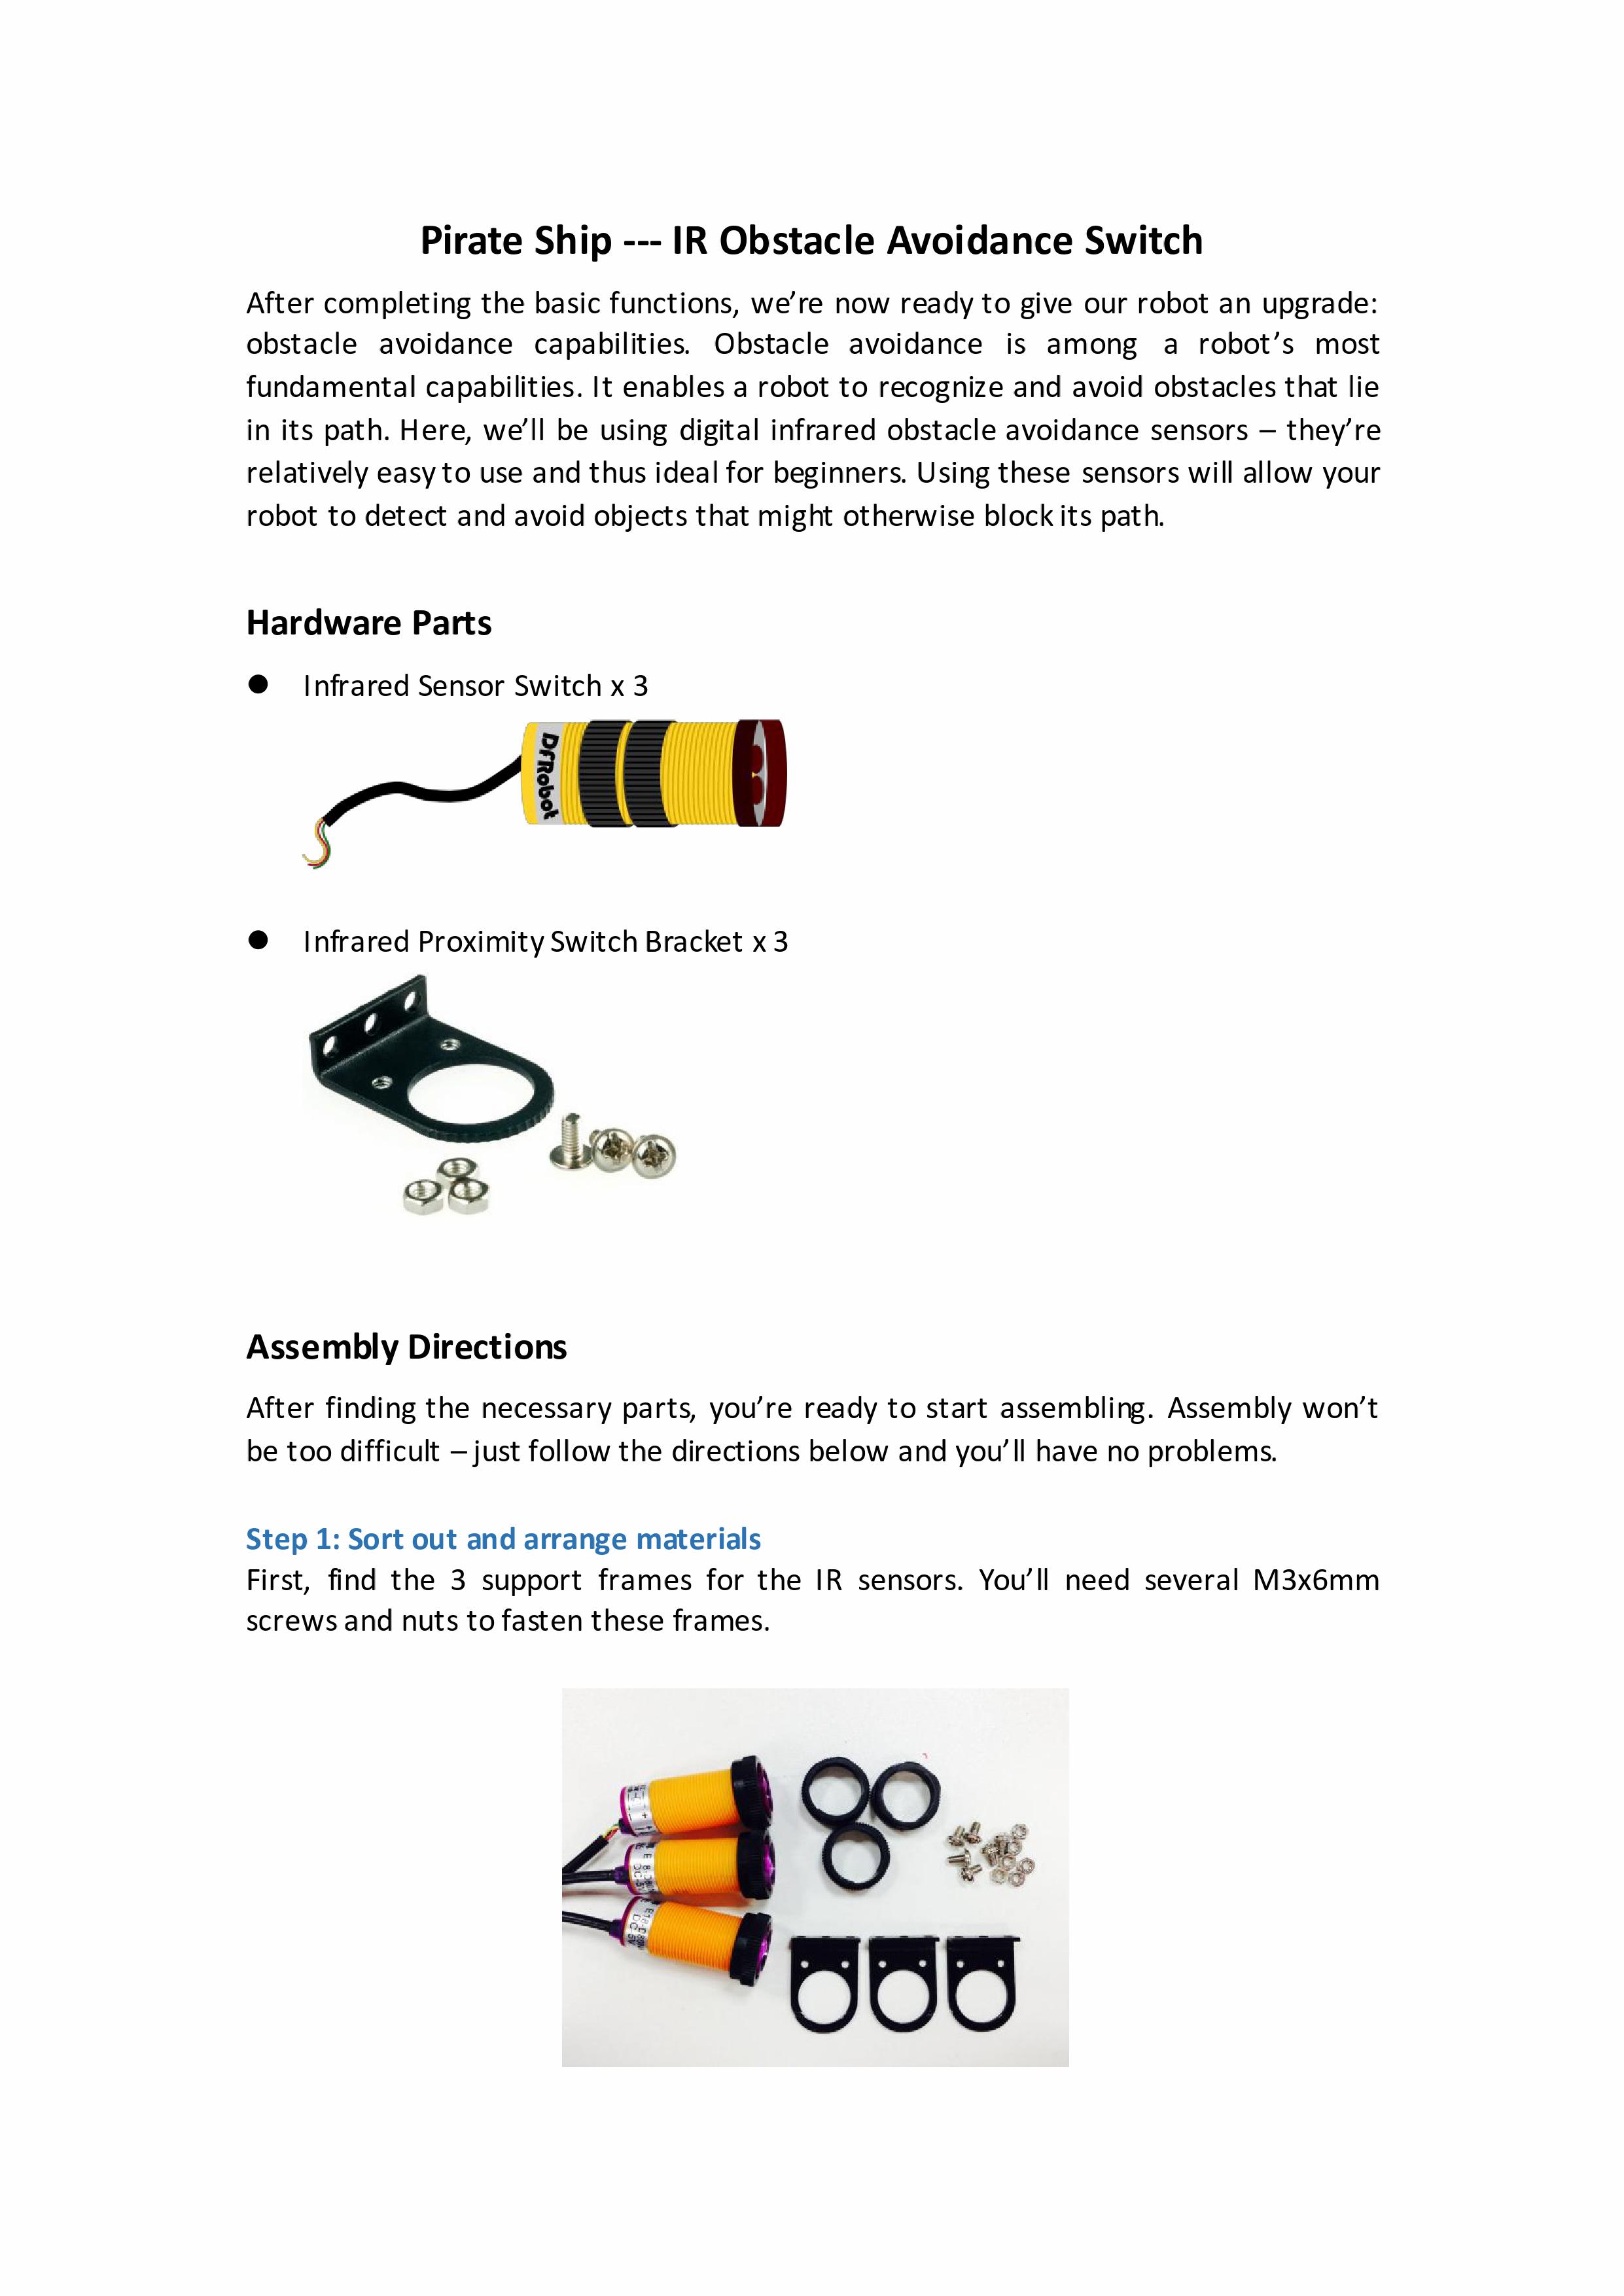 Pirate Ship --- IR Obstacle Avoidance Switch
After completing the basic functions, we’re now ready to give our robot an upgrade:
obstacle avoidance capabilities. Obstacle avoidance is among a robot’s most
fundamental capabilities. It enables a robot to recognize and avoid obstacles that lie
in its path. Here, we’ll be using digital infrared obstacle avoidance sensors – they’re
relatively easy to use and thus ideal for beginners. Using these sensors will allow your
robot to detect and avoid objects that might otherwise block its path.
Hardware Parts
● Infrared Sensor Switch x 3
DfRobot
● Infrared Proximity Switch Bracket x 3
Assembly Directions
After finding the necessary parts, you’re ready to start assembling. Assembly won’t
be too difficult – just follow the directions below and you’ll have no problems.
Step 1: Sort out and arrange materials
First, find the 3 support frames for the IR sensors. You’ll need several M3x6mm
screws and nuts to fasten these frames.